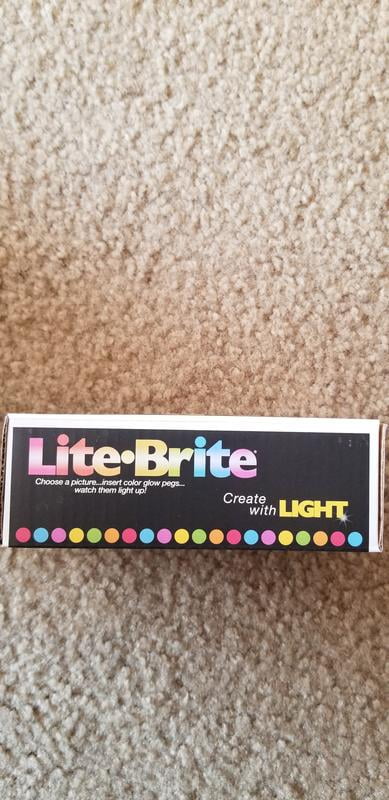 Lite•Brite
Choose a picture...insert color glow pegs...
watch them light up!
Create
with LIGHT